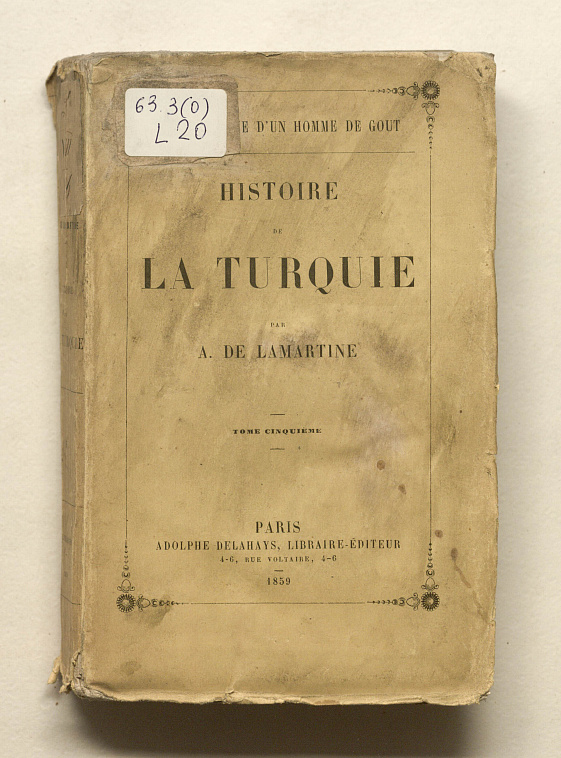 63.3(0)
L 20
E D'UN HOMME DE GOUT
HISTOIRE
DE
LA TURQUIE
PAR
A. DE LAMARTINE
TOME CINQUIEME
PARIS
ADOLPHE DELAHAYS, LIBRAIRE-ÉDITEUR
4-6, RUE VOLTAIRE, 4-6
1859